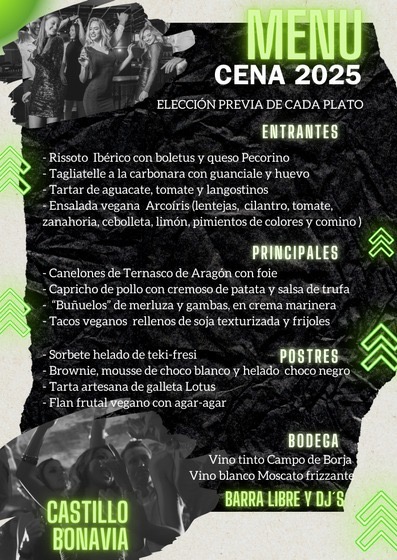 MENU
CENA 2025
ELECCIÓN PREVIA DE CADA PLATO
ENTRANTES
- Rissoto Ibérico con boletus y queso Pecorino
- Tagliatelle a la carbonara con guanciale y huevo
- Tartar de aguacate, tomate y langostinos
- Ensalada vegana Arcoíris (lentejas, cilantro, tomate,
zanahoria, cebolleta, limón, pimientos de colores y comino )
PRINCIPALES
- Canelones de Ternasco de Aragón con foie
- Capricho de pollo con cremoso de patata y salsa de trufa
- “Buñuelos” de merluza y gambas, en crema marinera
- Tacos veganos rellenos de soja texturizada y frijoles
POSTRES
- Sorbete helado de teki-fresi
- Brownie, mousse de choco blanco y helado choco negro
- Tarta artesana de galleta Lotus
- Flan frutal vegano con agar-agar
BODEGA
Vino tinto Campo de Borja
Vino blanco Moscato frizzante
BARRA LIBRE Y DJ´S
CASTILLO
BONAVIA